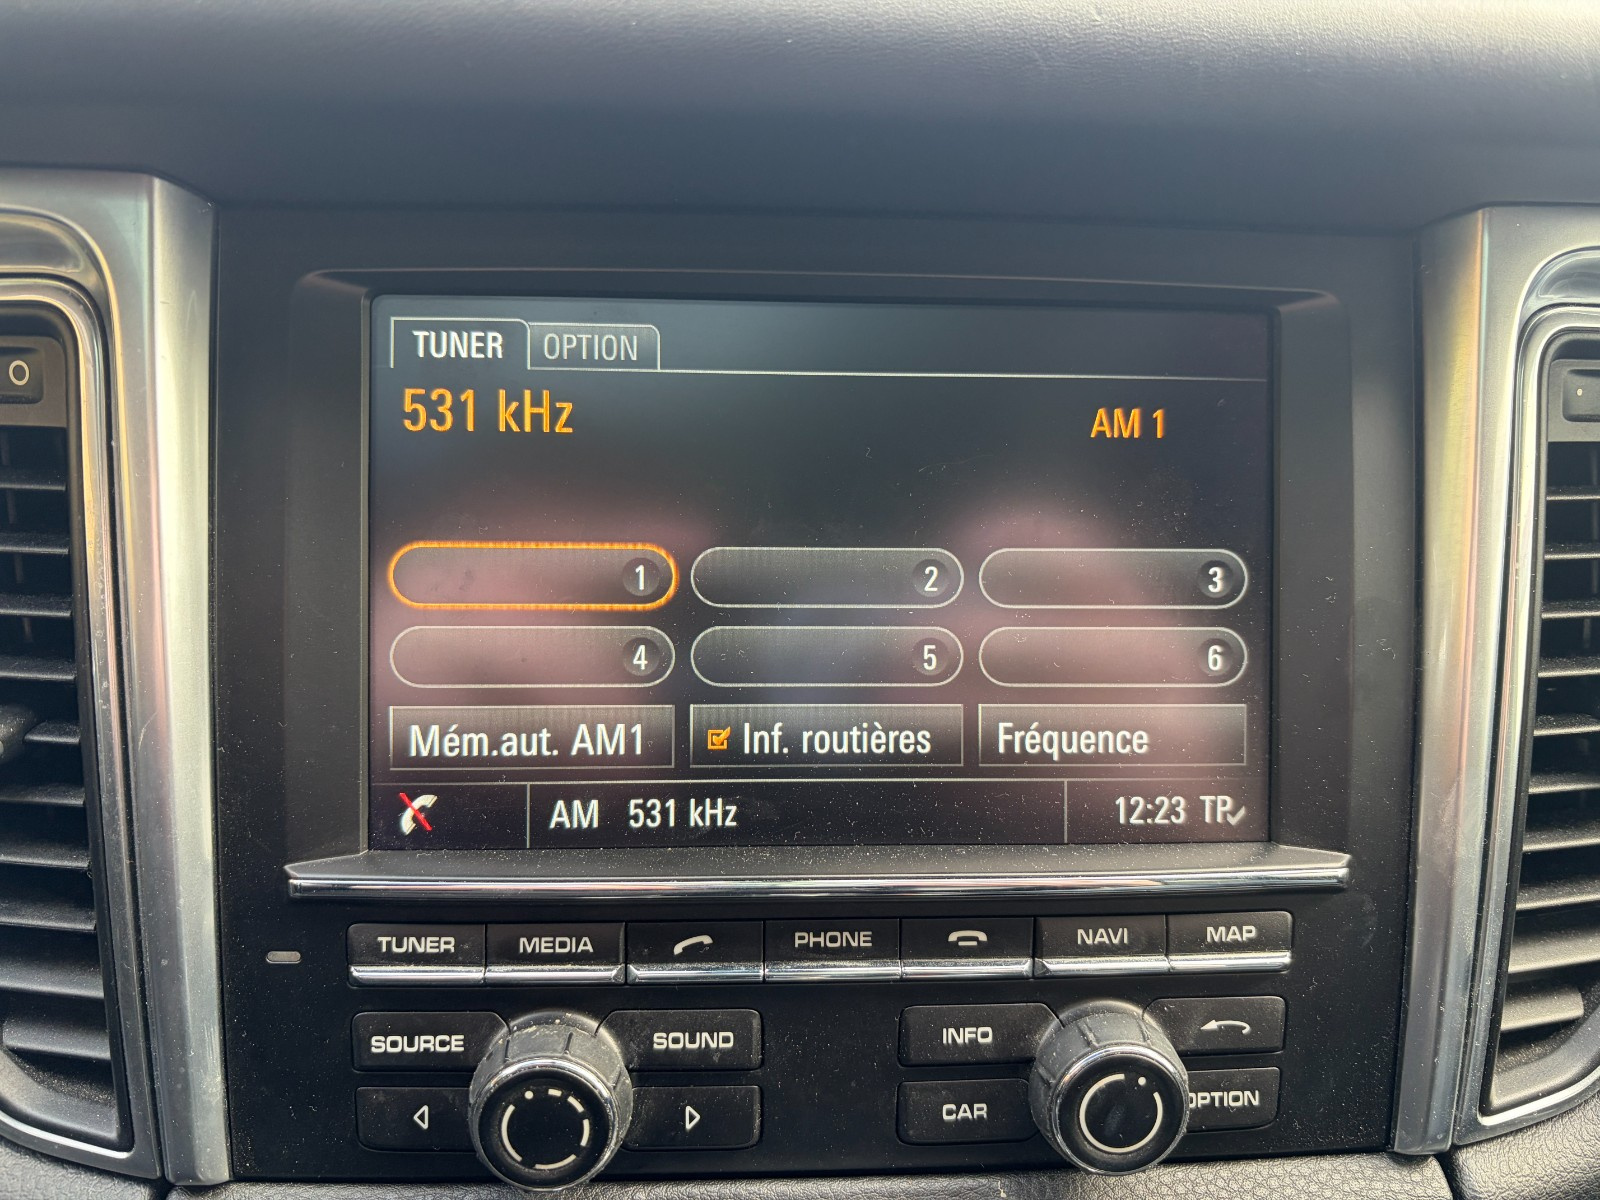 TUNER OPTION
531 kHz AM 1
1 2 3
4 5 6
Mém.aut. AM1 Inf. routières Fréquence
AM 531 kHz 12:23 TP
TUNER MEDIA PHONE NAVI MAP
SOURCE SOUND INFO
CAR OPTION
O